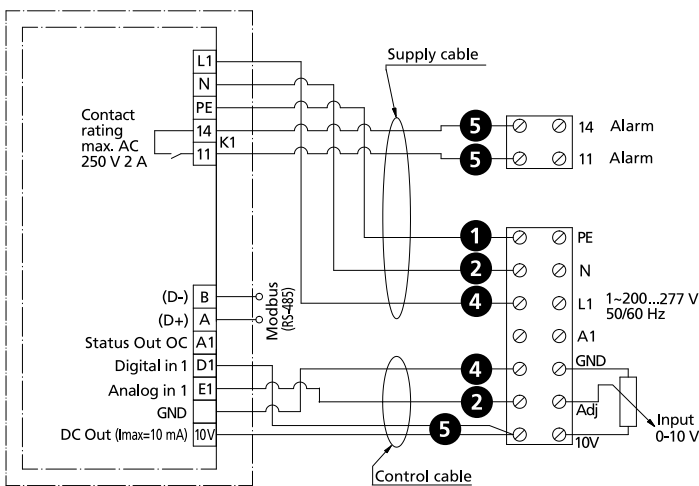 Supply cable
L1
N
PE
14
11
K1
Contact
rating
max. AC
250 V 2 A
5
14 Alarm
5
11 Alarm
1
PE
2
N
4
L1
1~200...277 V
50/60 Hz
A1
(D-) B
(D+) A
Modbus
(RS-485)
Status Out OC A1
Digital in 1 D1
Analog in 1 E1
GND
DC Out (Imax=10 mA) 10V
4
GND
2
Adj
5
10V
Input
0-10 V
Control cable